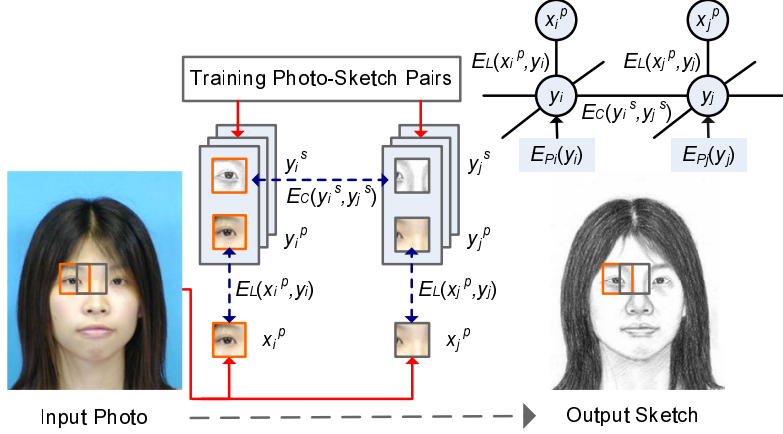 x_i^p
x_j^p
E_L(x_i^p,y_i)
E_L(x_j^p,y_j)
Training Photo-Sketch Pairs
y_i
y_j
E_C(y_i^s,y_j^s)
E_Pi(y_i)
E_Pj(y_j)
y_i^s
y_j^s
E_C(y_i^s,y_j^s)
y_i^p
y_j^p
E_L(x_i^p,y_i)
E_L(x_j^p,y_j)
x_i^p
x_j^p
Input Photo
Output Sketch